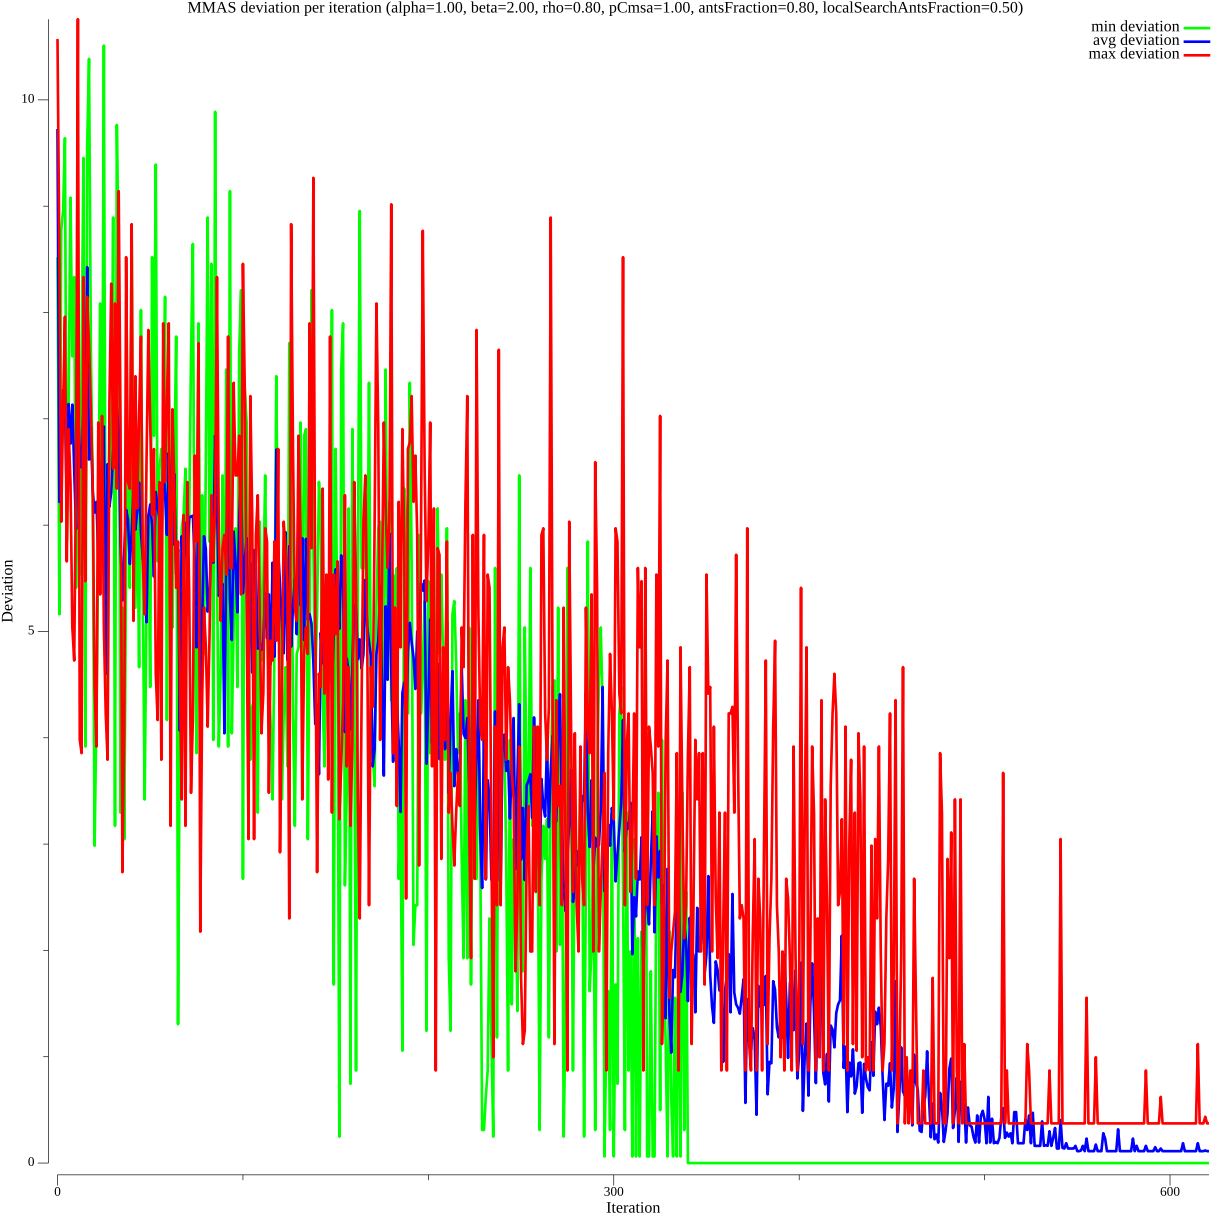 MMAS deviation per iteration (alpha=1.00, beta=2.00, rho=0.80, pCmsa=1.00, antsFraction=0.80, localSearchAntsFraction=0.50)
min deviation
avg deviation
max deviation
10
5
0
Deviation
0
300
600
Iteration